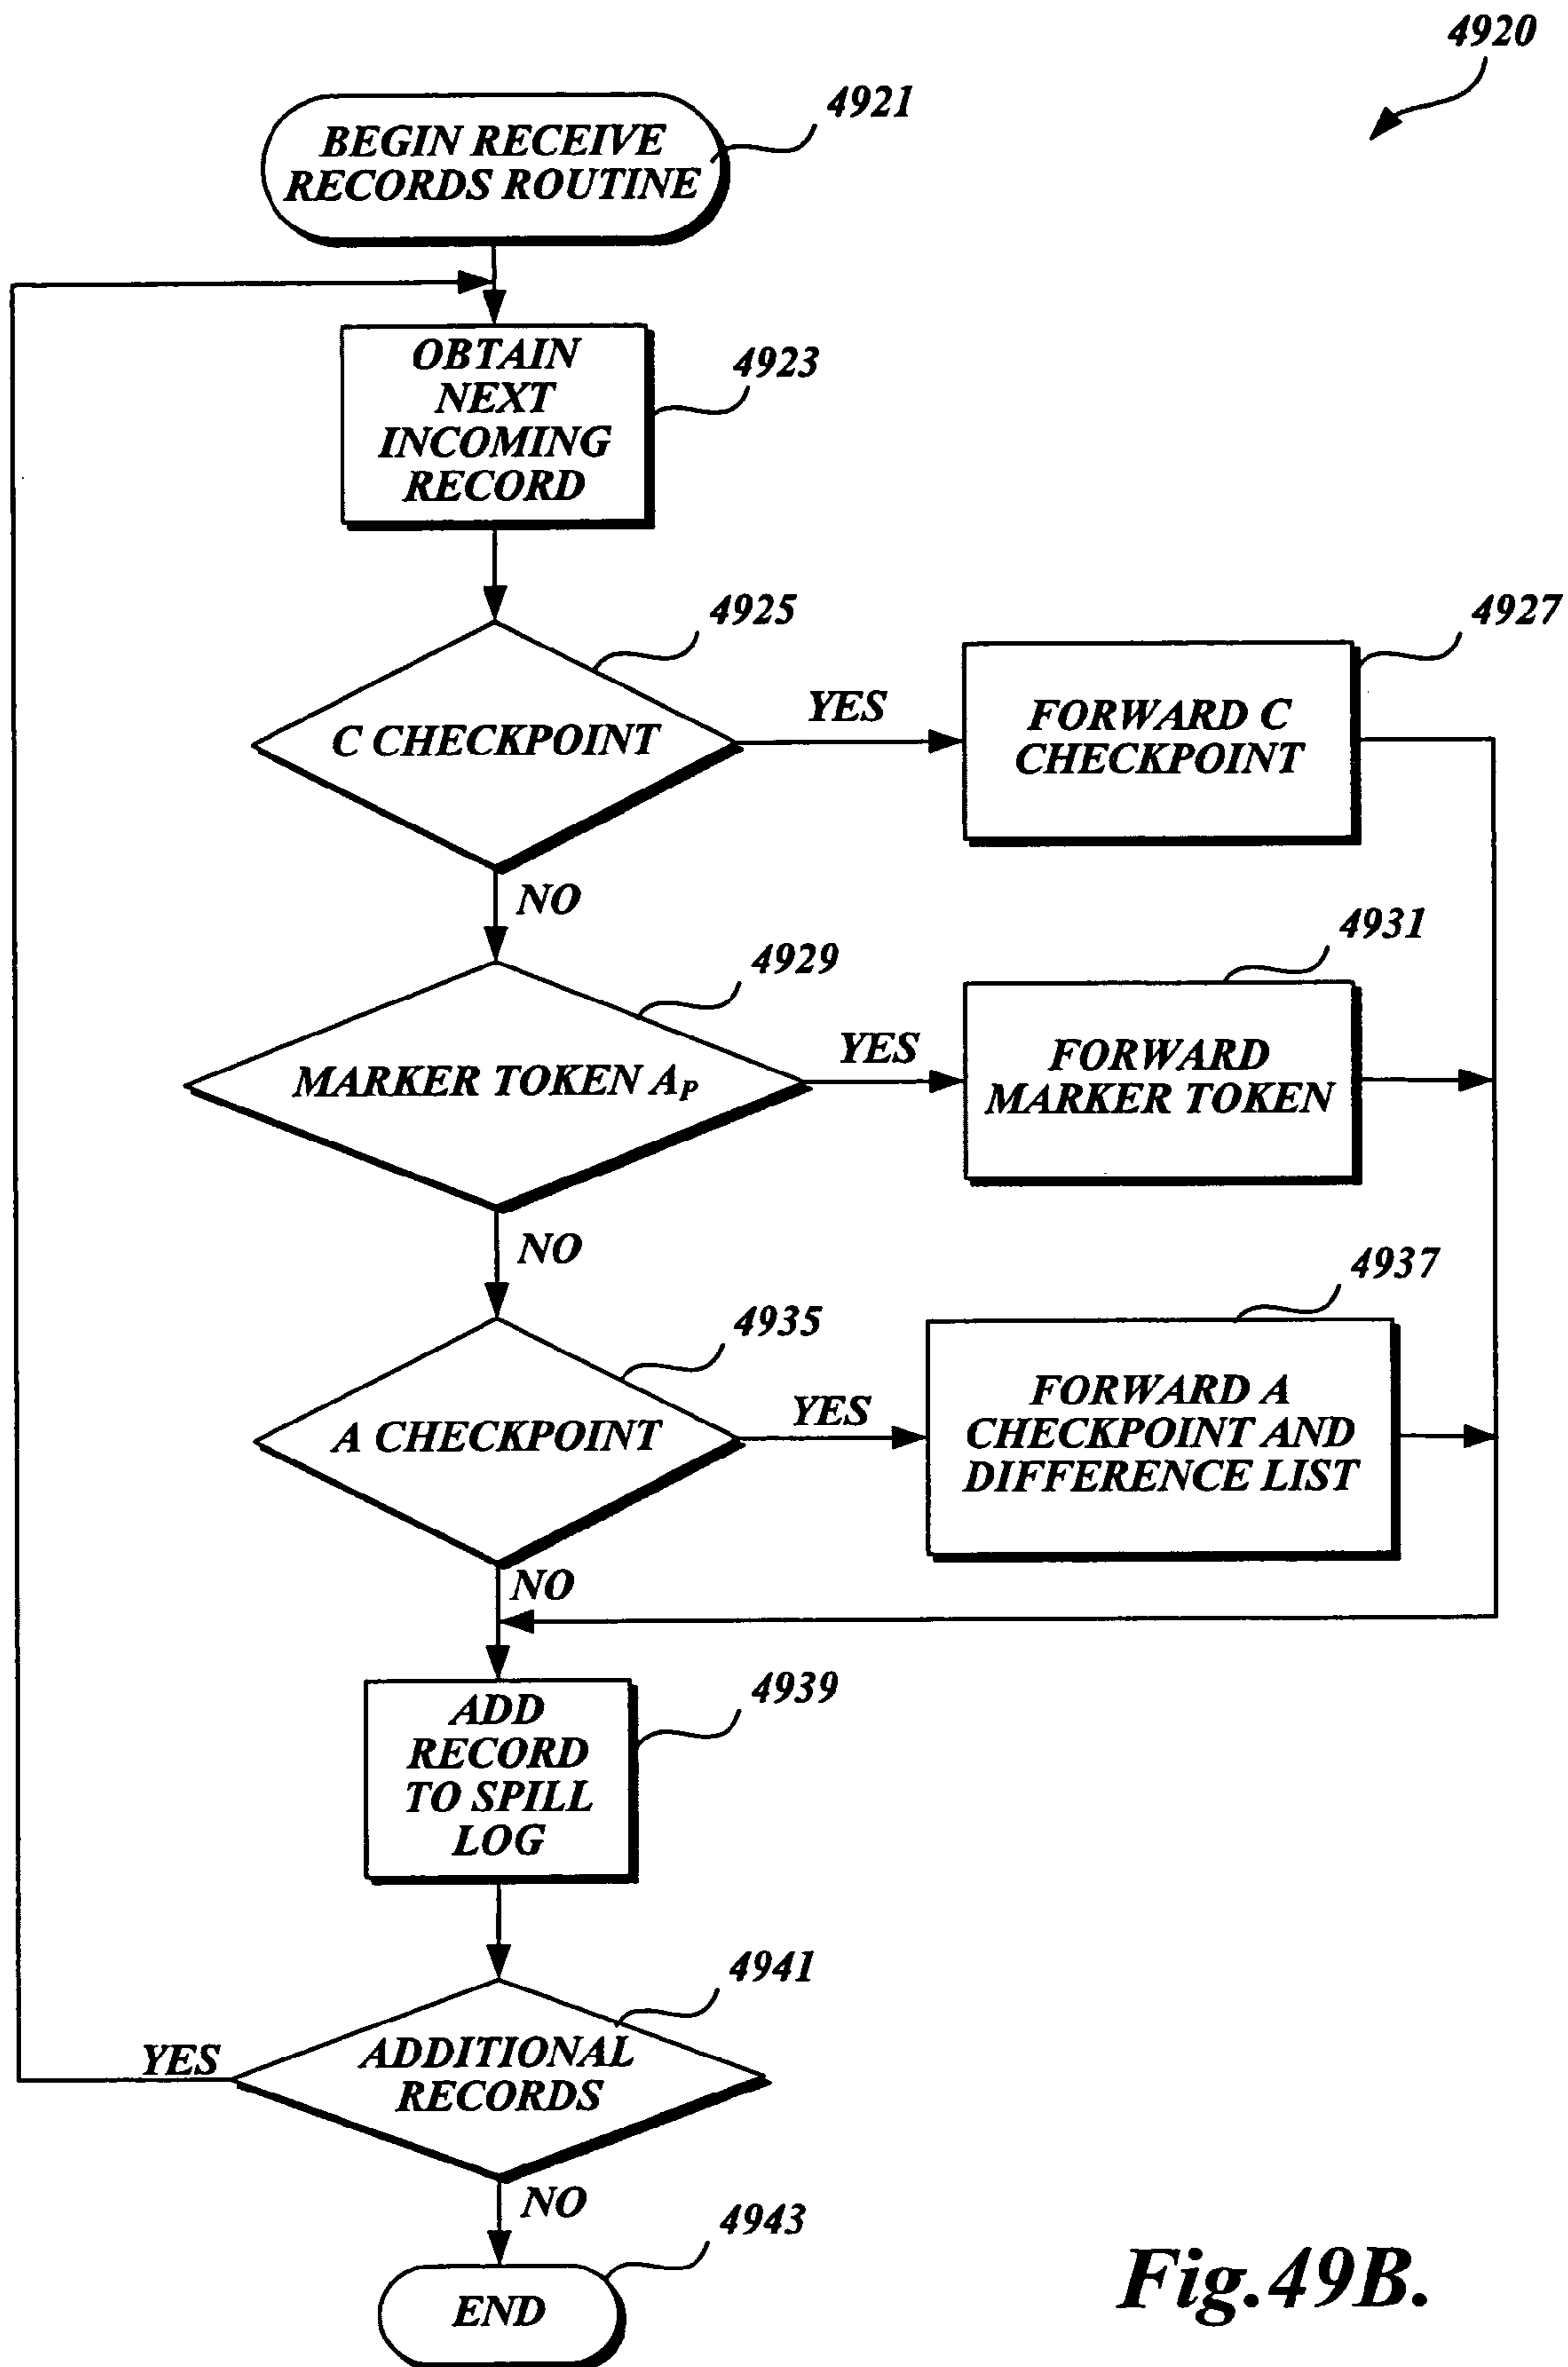 4920
4921
BEGIN RECEIVE
RECORDS ROUTINE
4923
OBTAIN
NEXT
INCOMING
RECORD
4925
C CHECKPOINT
YES
4927
FORWARD C
CHECKPOINT
NO
4929
MARKER TOKEN AP
YES
4931
FORWARD
MARKER TOKEN
NO
4935
A CHECKPOINT
YES
4937
FORWARD A
CHECKPOINT AND
DIFFERENCE LIST
NO
4939
ADD
RECORD
TO SPILL
LOG
4941
ADDITIONAL
RECORDS
YES
NO
4943
END
Fig.49B.